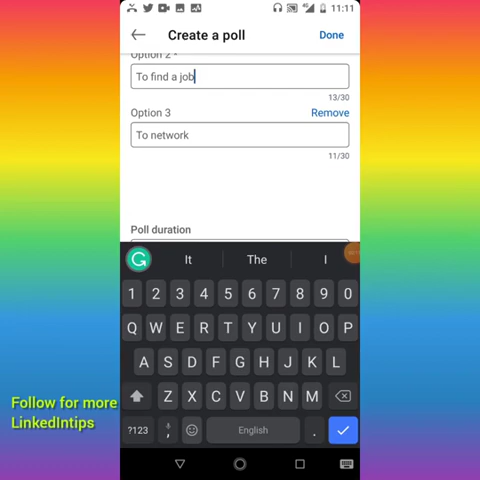 11:11
Create a poll
Done
Option 2 *
To find a job
13/30
Option 3
Remove
To network
11/30
Poll duration
It
The
I
1 2 3 4 5 6 7 8 9 0
Q W E R T Y U I O P
A S D F G H J K L
Z X C V B N M
?123 , English .
Follow for more
LinkedIntips